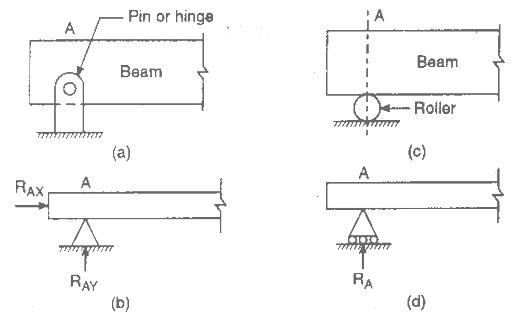 Pin or hinge
A
Beam
(a)
A
Beam
Roller
(c)
R_AX
A
R_AY
(b)
A
R_A
(d)